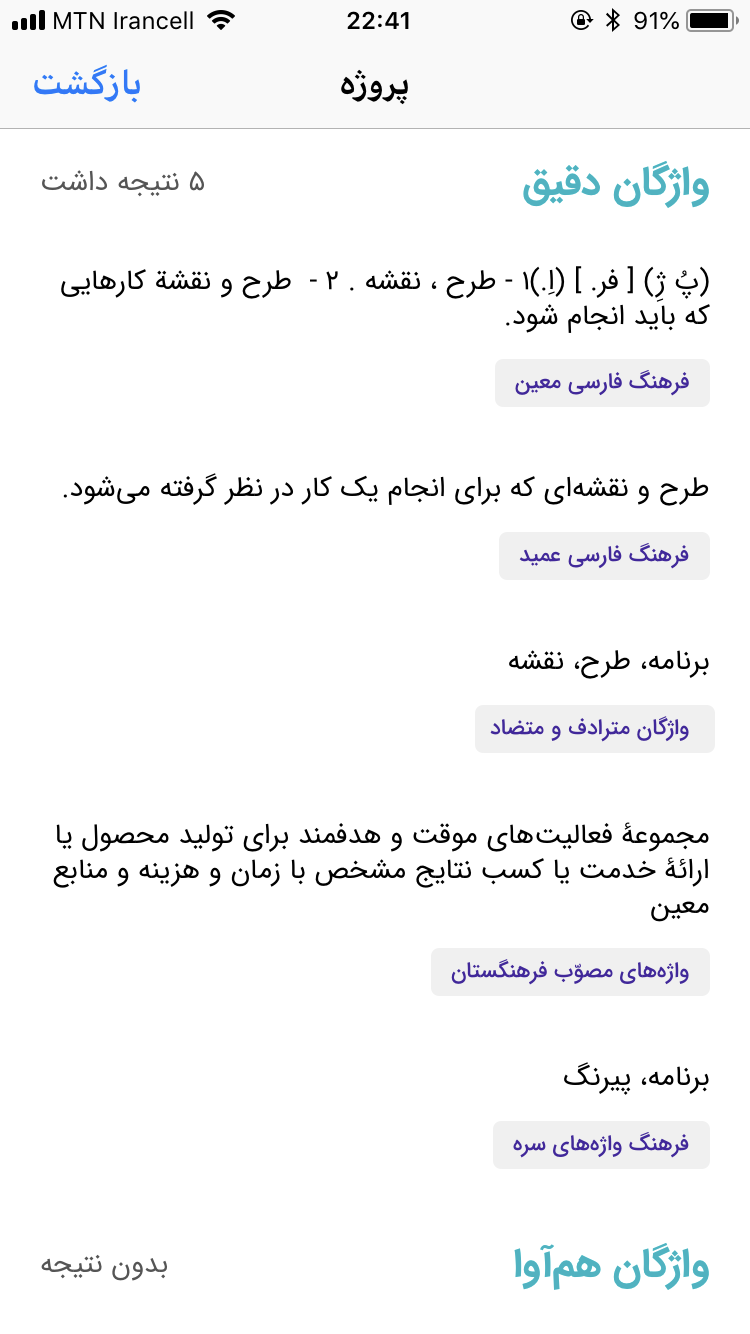 MTN Irancell 22:41 91%
بازگشت پروژه
واژگان دقیق ۵ نتیجه داشت
(پُ ژِ) [ فر. ] (اِ.)۱ - طرح ، نقشه . ۲ - طرح و نقشة کارهایی
که باید انجام شود.
فرهنگ فارسی معین
طرح و نقشه‌ای که برای انجام یک کار در نظر گرفته می‌شود.
فرهنگ فارسی عمید
برنامه، طرح، نقشه
واژگان مترادف و متضاد
مجموعۀ فعالیت‌های موقت و هدفمند برای تولید محصول یا
ارائۀ خدمت یا کسب نتایج مشخص با زمان و هزینه و منابع
معین
واژه‌های مصوّب فرهنگستان
برنامه، پیرنگ
فرهنگ واژه‌های سره
واژگان هم‌آوا بدون نتیجه